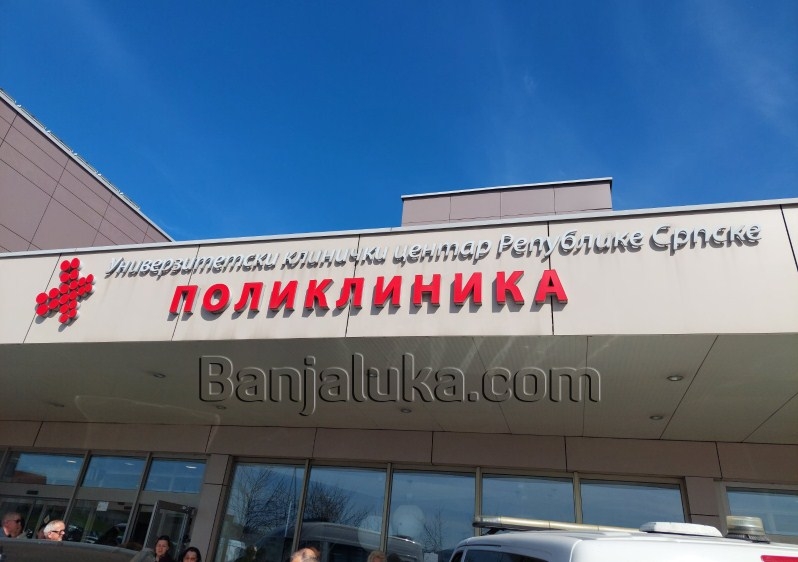 Универзитетски клинички центар Републике Српске
ПОЛИКЛИНИКА
Banjaluka.com